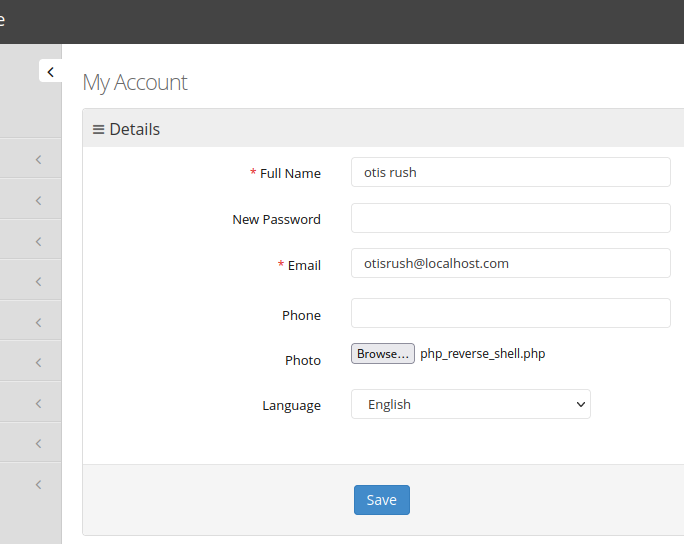 e
My Account
Details
* Full Name otis rush
New Password
* Email otisrush@localhost.com
Phone
Photo Browse... php_reverse_shell.php
Language English
Save